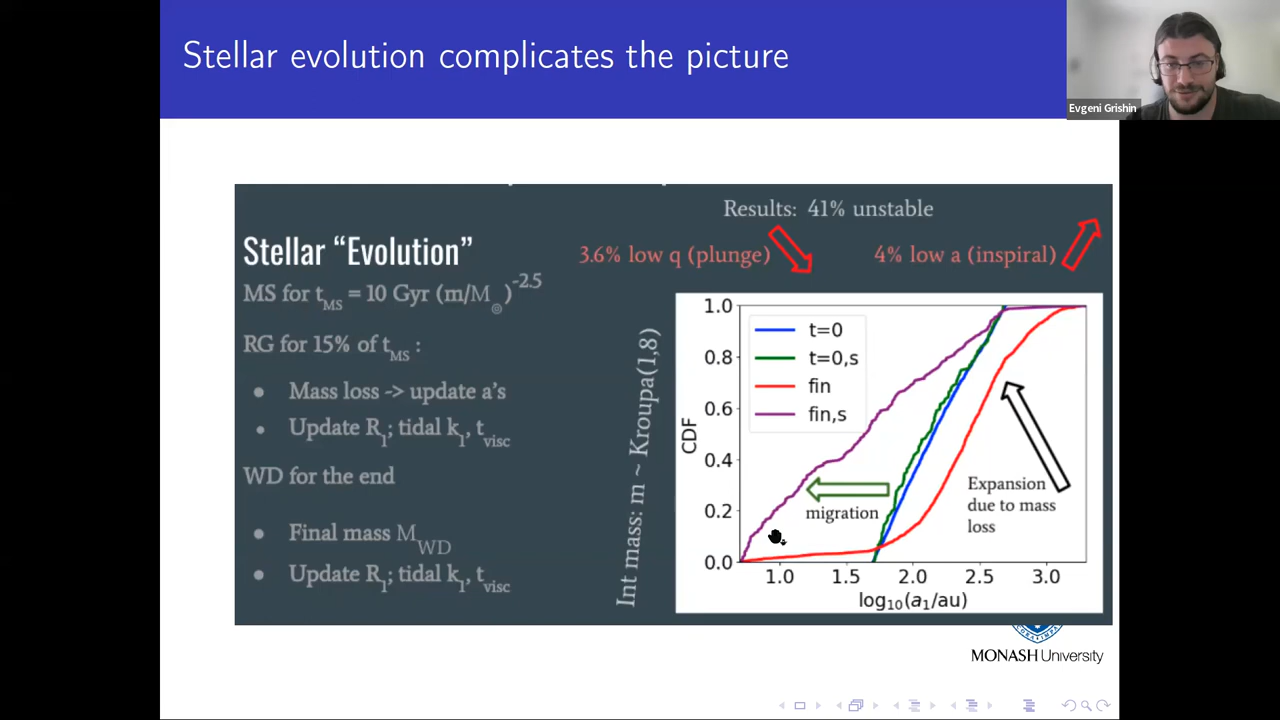 Stellar evolution complicates the picture
Evgeni Grishin
Results: 41% unstable
3.6% low q (plunge)
4% low a (inspiral)
Stellar “Evolution”
MS for t_MS = 10 Gyr (m/M_⊙)^-2.5
RG for 15% of t_MS :
• Mass loss -> update a's
• Update R_1; tidal k_1, t_visc
WD for the end
• Final mass M_WD
• Update R_1; tidal k_1, t_visc
Int mass: m ~ Kroupa(1,8)
CDF
1.0
0.8
0.6
0.4
0.2
0.0
t=0
t=0,s
fin
fin,s
migration
Expansion
due to mass
loss
1.0 1.5 2.0 2.5 3.0
log10(a1/au)
MONASH University